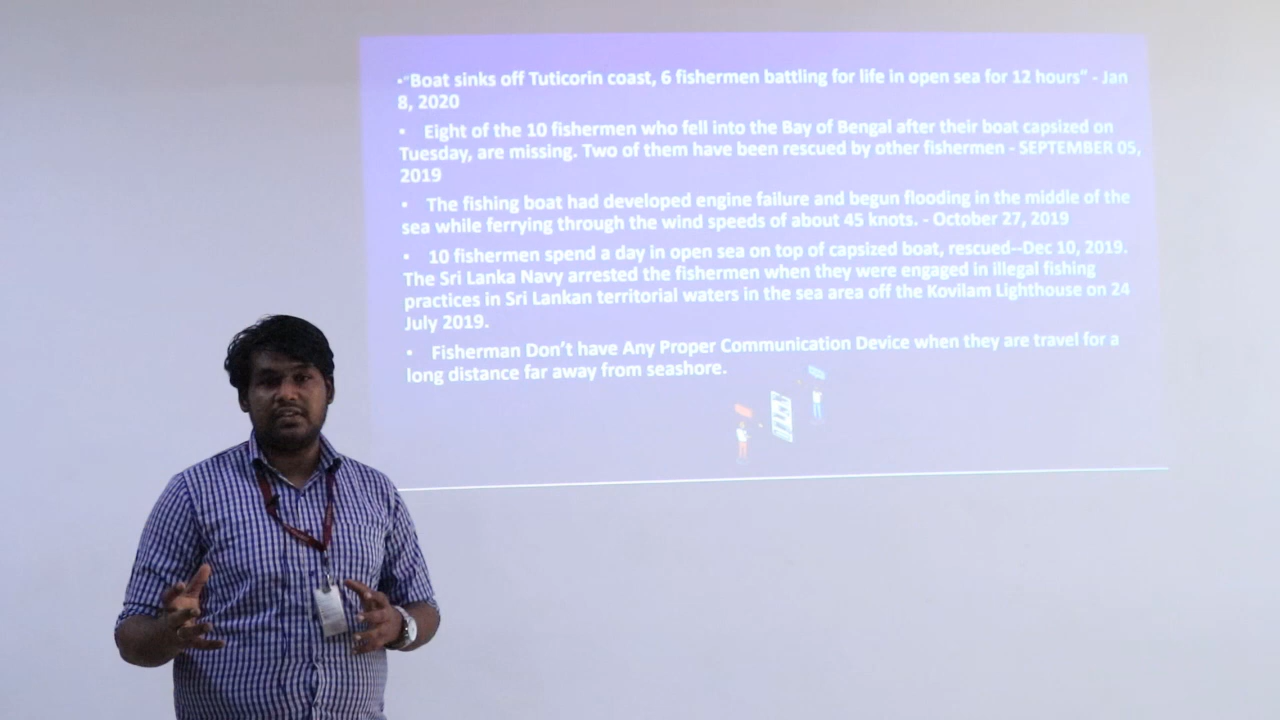 •"Boat sinks off Tuticorin coast, 6 fishermen battling for life in open sea for 12 hours" - Jan
8, 2020
• Eight of the 10 fishermen who fell into the Bay of Bengal after their boat capsized on
Tuesday, are missing. Two of them have been rescued by other fishermen - SEPTEMBER 05,
2019
• The fishing boat had developed engine failure and begun flooding in the middle of the
sea while ferrying through the wind speeds of about 45 knots. - October 27, 2019
• 10 fishermen spend a day in open sea on top of capsized boat, rescued--Dec 10, 2019.
The Sri Lanka Navy arrested the fishermen when they were engaged in illegal fishing
practices in Sri Lankan territorial waters in the sea area off the Kovilam Lighthouse on 24
July 2019.
• Fisherman Don't have Any Proper Communication Device when they are travel for a
long distance far away from seashore.